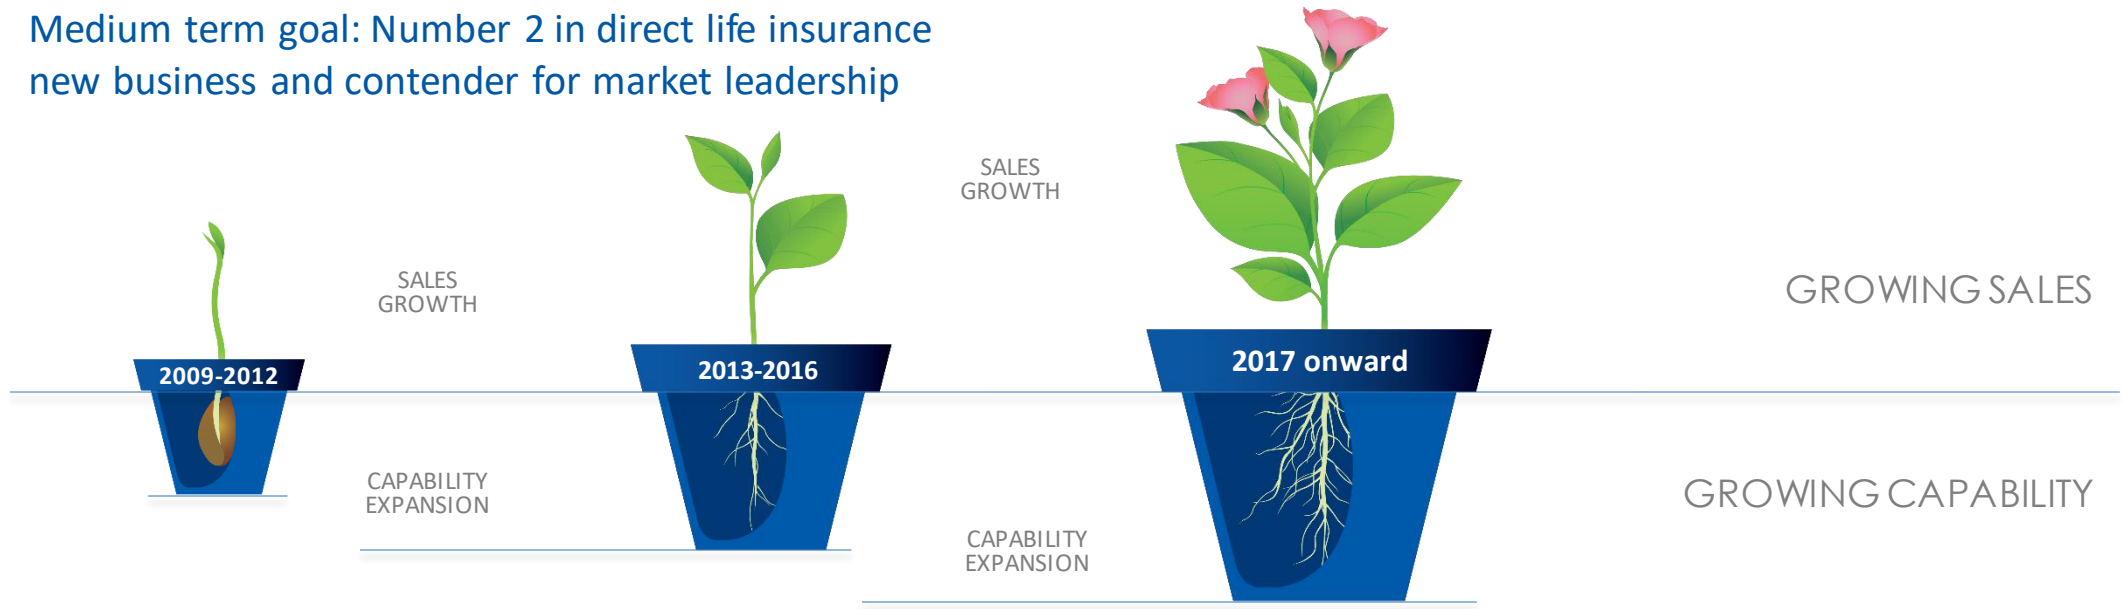 Medium term goal: Number 2 in direct life insurance
new business and contender for market leadership
SALES
GROWTH
SALES
GROWTH
GROWING SALES
2009-2012
2013-2016
2017 onward
CAPABILITY
EXPANSION
CAPABILITY
EXPANSION
GROWING CAPABILITY